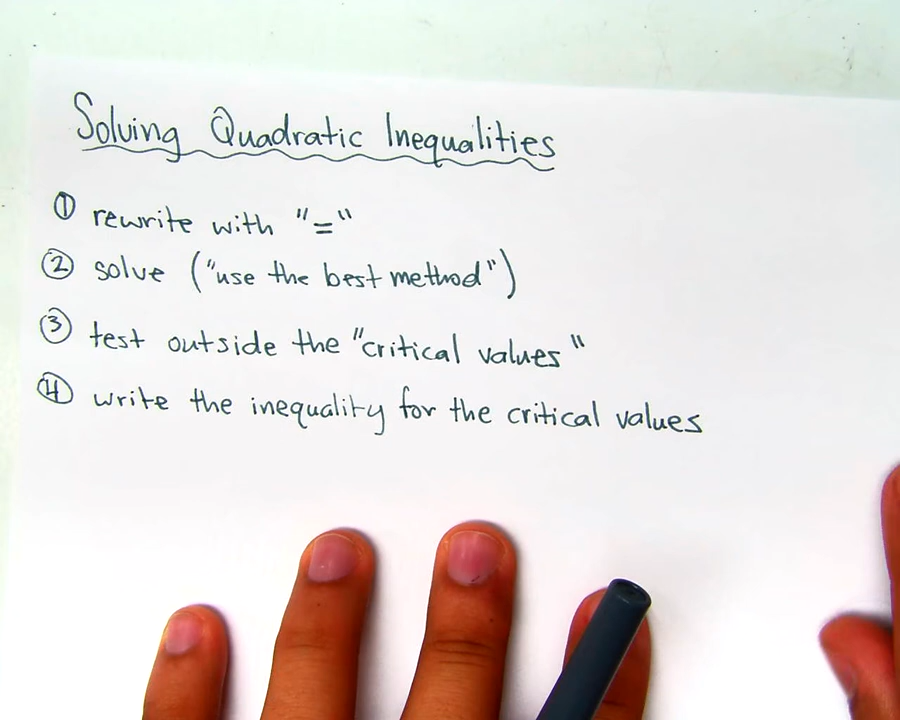 Solving Quadratic Inequalities
① rewrite with "="
② solve ("use the best method")
③ test outside the "critical values"
④ write the inequality for the critical values